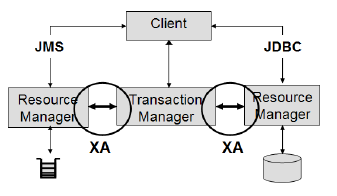 Client
JMS
JDBC
Resource
Manager
Transaction
Manager
Resource
Manager
XA
XA